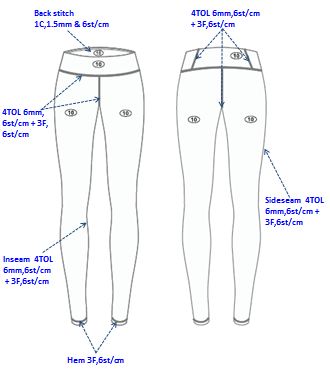 Back stitch
1C,1.5mm & 6st/cm
4TOL 6mm,6st/cm
+ 3F,6st/cm
10
10
10
4TOL 6mm,
6st/cm + 3F,
6st/cm
10
10
10
10
Sideseam 4TOL
6mm,6st/cm +
3F,6st/cm
Inseam 4TOL
6mm,6st/cm
+ 3F,6st/cm
Hem 3F,6st/cm